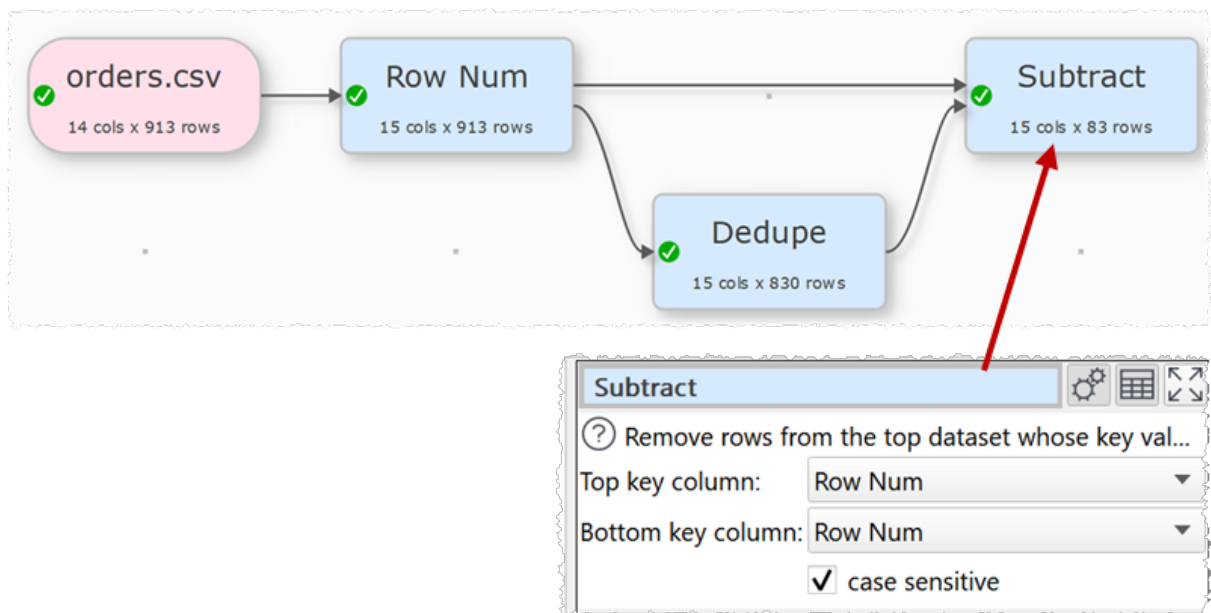 orders.csv
14 cols x 913 rows
Row Num
15 cols x 913 rows
Subtract
15 cols x 83 rows
Dedupe
15 cols x 830 rows
Subtract
? Remove rows from the top dataset whose key val...
Top key column: Row Num
Bottom key column: Row Num
case sensitive